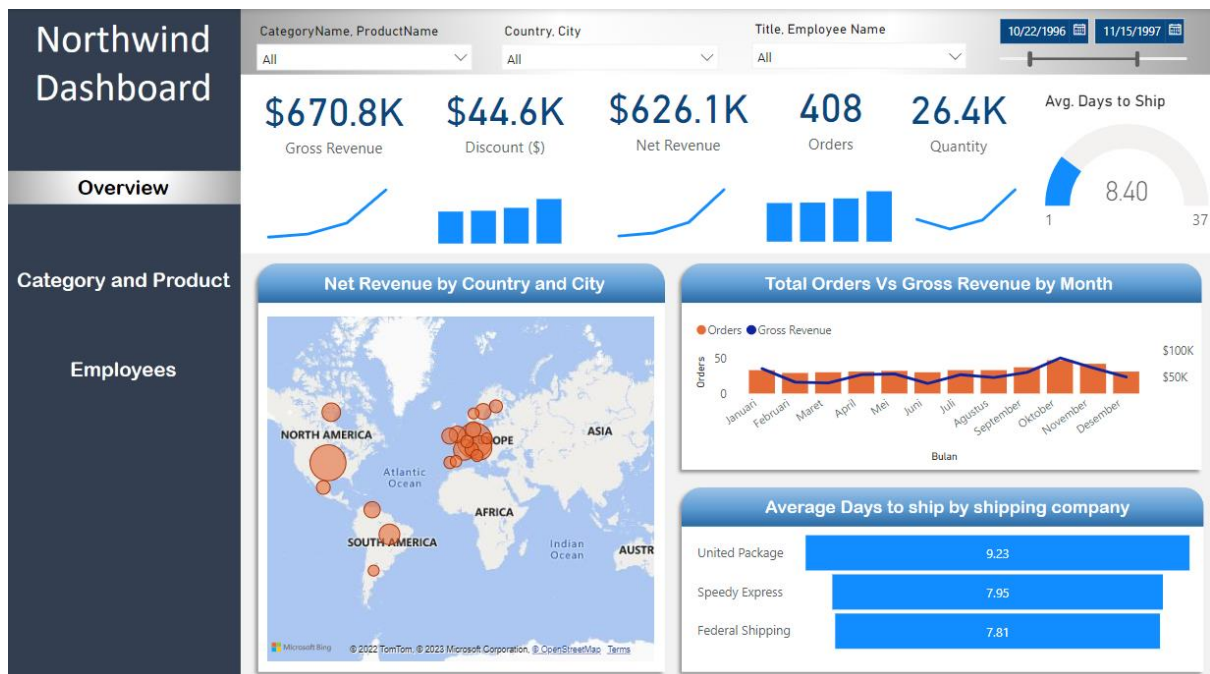 Northwind
Dashboard
Overview
Category and Product
Employees
CategoryName, ProductName
All
Country, City
All
Title, Employee Name
All
10/22/1996
11/15/1997
$670.8K
Gross Revenue
$44.6K
Discount ($)
$626.1K
Net Revenue
408
Orders
26.4K
Quantity
Avg. Days to Ship
8.40
1
37
Net Revenue by Country and City
NORTH AMERICA
OPE
ASIA
Atlantic
Ocean
AFRICA
SOUTH AMERICA
Indian
Ocean
AUSTR
Microsoft Bing
© 2022 TomTom, © 2023 Microsoft Corporation, © OpenStreetMap Terms
Total Orders Vs Gross Revenue by Month
Orders Gross Revenue
Orders
50
0
$100K
$50K
Januari
Februari
Maret
April
Mei
Juni
Juli
Agustus
September
Oktober
November
Desember
Bulan
Average Days to ship by shipping company
United Package 9.23
Speedy Express 7.95
Federal Shipping 7.81